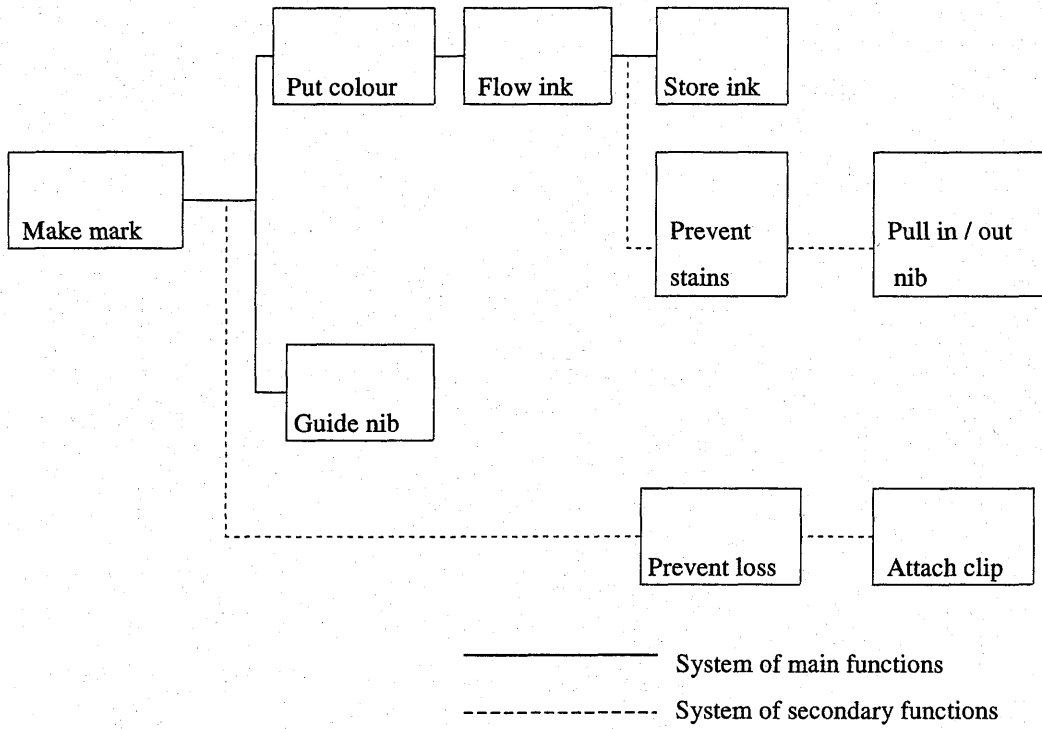 Put colour
Flow ink
Store ink
Make mark
Prevent
stains
Pull in / out
nib
Guide nib
Prevent loss
Attach clip
System of main functions
System of secondary functions